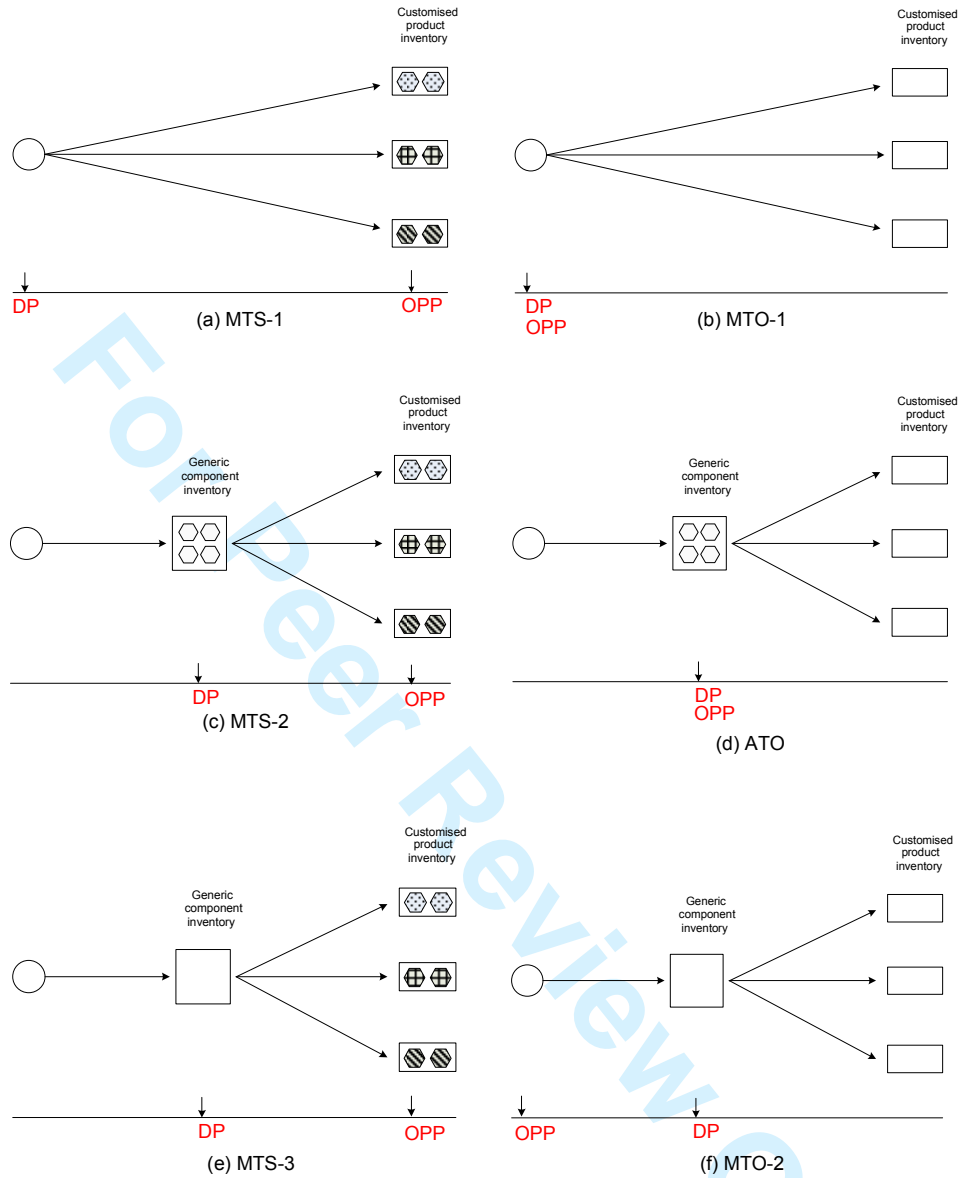 Customised
product
inventory
DP
OPP
(a) MTS-1
Customised
product
inventory
DP
OPP
(b) MTO-1
Customised
product
inventory
Generic
component
inventory
DP
OPP
(c) MTS-2
Customised
product
inventory
Generic
component
inventory
DP
OPP
(d) ATO
Customised
product
inventory
Generic
component
inventory
DP
OPP
(e) MTS-3
Customised
product
inventory
Generic
component
inventory
OPP
DP
(f) MTO-2
For Peer Review O